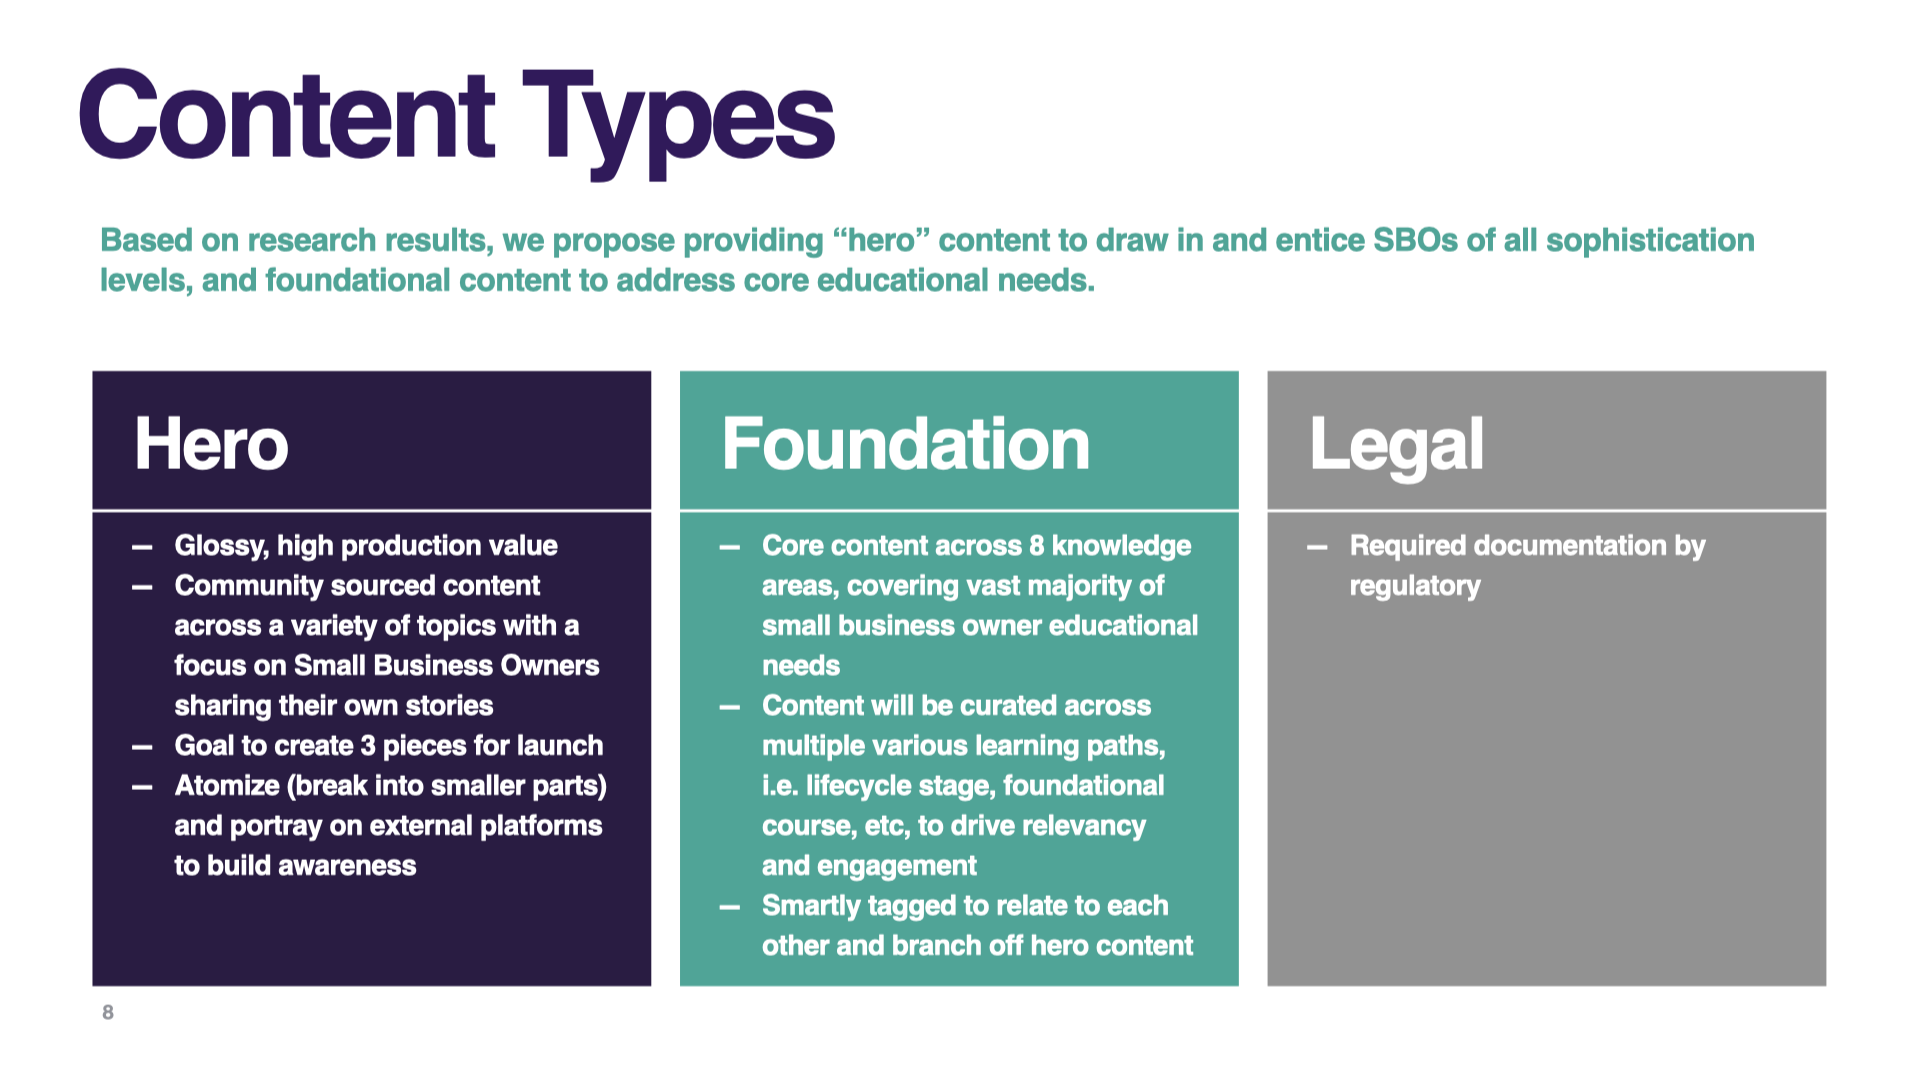 Content Types
Based on research results, we propose providing “hero” content to draw in and entice SBOs of all sophistication
levels, and foundational content to address core educational needs.
Hero
– Glossy, high production value
– Community sourced content
across a variety of topics with a
focus on Small Business Owners
sharing their own stories
– Goal to create 3 pieces for launch
– Atomize (break into smaller parts)
and portray on external platforms
to build awareness
Foundation
– Core content across 8 knowledge
areas, covering vast majority of
small business owner educational
needs
– Content will be curated across
multiple various learning paths,
i.e. lifecycle stage, foundational
course, etc, to drive relevancy
and engagement
– Smartly tagged to relate to each
other and branch off hero content
Legal
– Required documentation by
regulatory
8